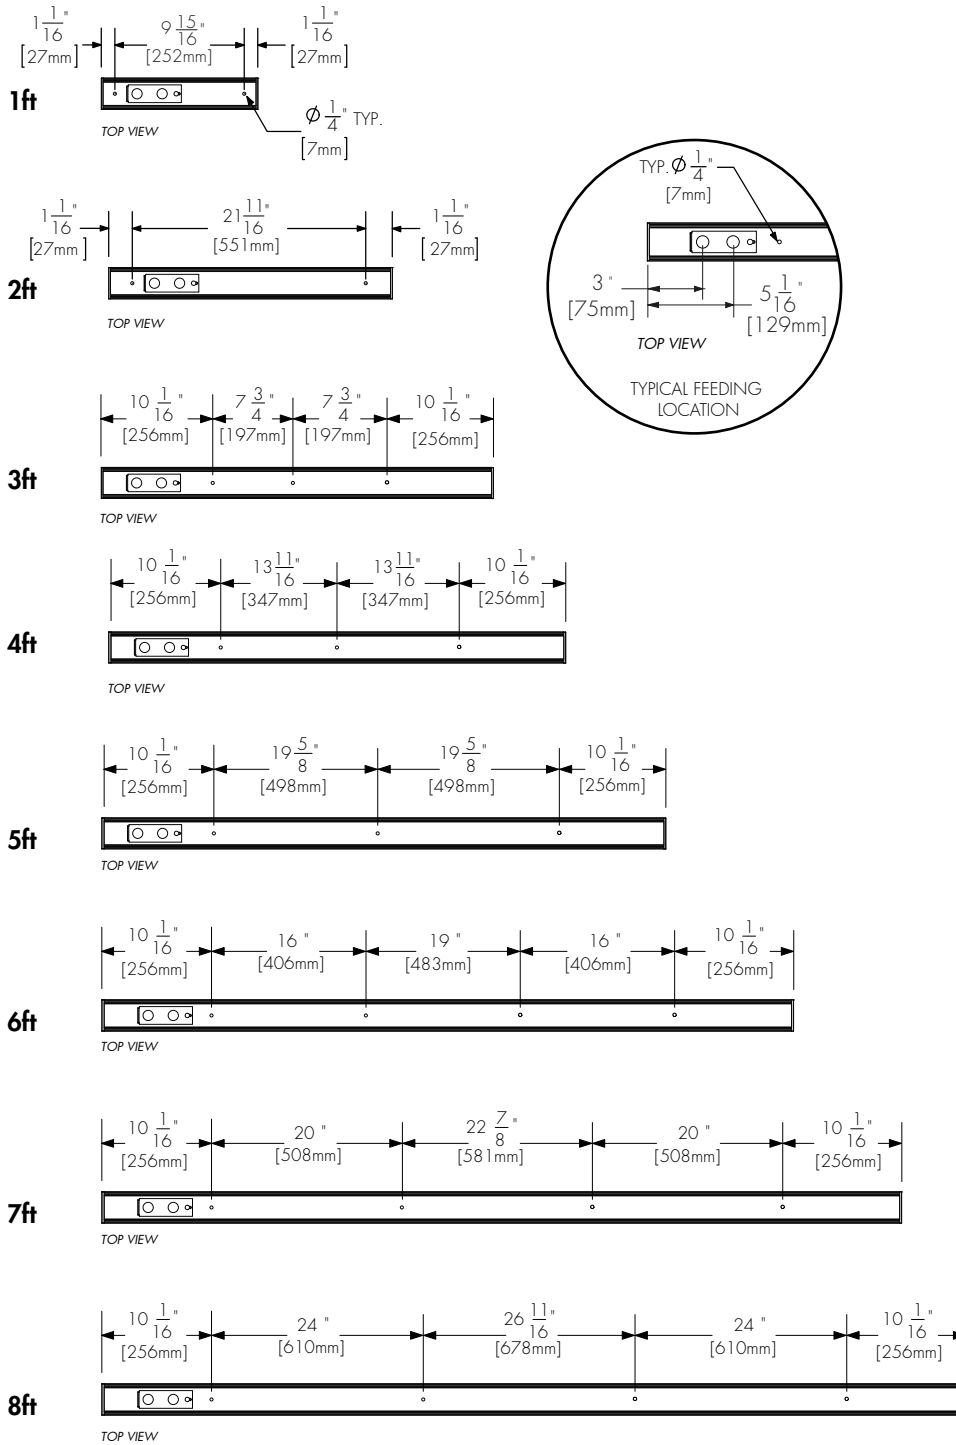 1 1/16" 9 15/16" 1 1/16"
[27mm] [252mm] [27mm]
1ft
TOP VIEW
Ø 1/4" TYP.
[7mm]
TYP. Ø 1/4"
[7mm]
3" 5 1/16"
[75mm] [129mm]
TOP VIEW
TYPICAL FEEDING
LOCATION
1 1/16" 21 11/16" 1 1/16"
[27mm] [551mm] [27mm]
2ft
TOP VIEW
10 1/16" 7 3/4" 7 3/4" 10 1/16"
[256mm] [197mm] [197mm] [256mm]
3ft
TOP VIEW
10 1/16" 13 11/16" 13 11/16" 10 1/16"
[256mm] [347mm] [347mm] [256mm]
4ft
TOP VIEW
10 1/16" 19 5/8" 19 5/8" 10 1/16"
[256mm] [498mm] [498mm] [256mm]
5ft
TOP VIEW
10 1/16" 16" 19" 16" 10 1/16"
[256mm] [406mm] [483mm] [406mm] [256mm]
6ft
TOP VIEW
10 1/16" 20" 22 7/8" 20" 10 1/16"
[256mm] [508mm] [581mm] [508mm] [256mm]
7ft
TOP VIEW
10 1/16" 24" 26 11/16" 24" 10 1/16"
[256mm] [610mm] [678mm] [610mm] [256mm]
8ft
TOP VIEW